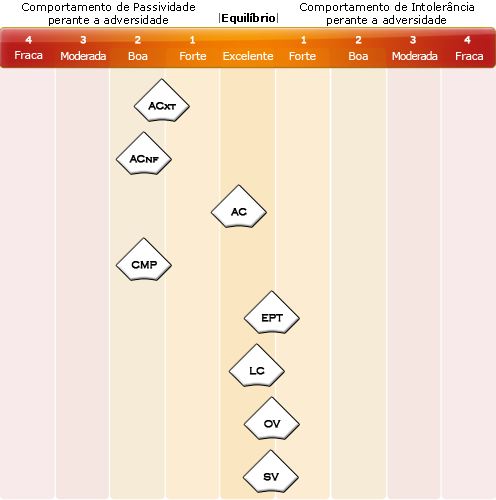 Comportamento de Passividade
perante a adversidade
|Equilíbrio|
Comportamento de Intolerância
perante a adversidade
4 3 2 1 1 2 3 4
Fraca Moderada Boa Forte Excelente Forte Boa Moderada Fraca
ACXT
ACNF
AC
CMP
EPT
LC
OV
SV